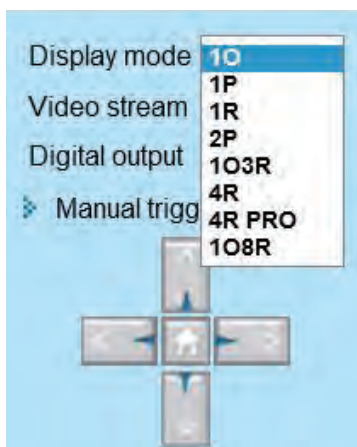 Display mode 1O
1P
Video stream 1R
2P
Digital output 1O3R
4R
Manual trigg 4R PRO
1O8R